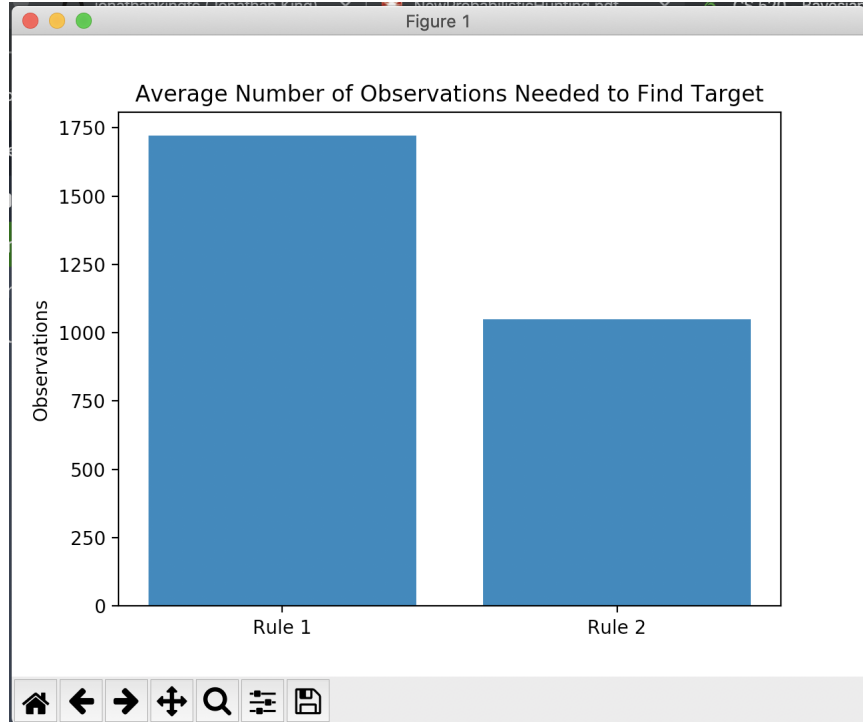 Figure 1
Average Number of Observations Needed to Find Target
1750
1500
1250
1000
750
500
250
0
Observations
Rule 1
Rule 2